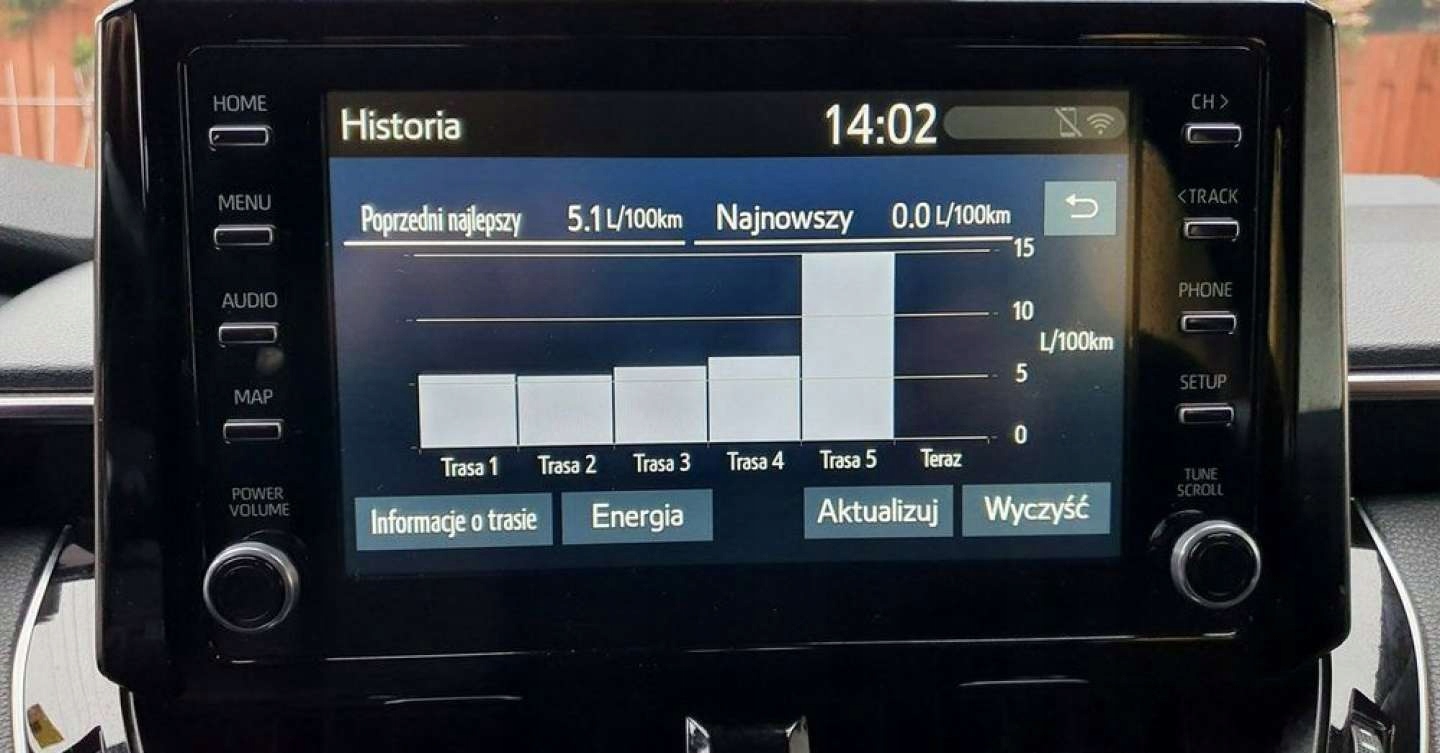 HOME
MENU
AUDIO
MAP
POWER
VOLUME
Historia 14:02
Poprzedni najlepszy 5.1 L/100km Najnowszy 0.0 L/100km
15
10
L/100km
5
0
Trasa 1 Trasa 2 Trasa 3 Trasa 4 Trasa 5 Teraz
Informacje o trasie Energia Aktualizuj Wyczyść
CH >
< TRACK
PHONE
SETUP
TUNE
SCROLL